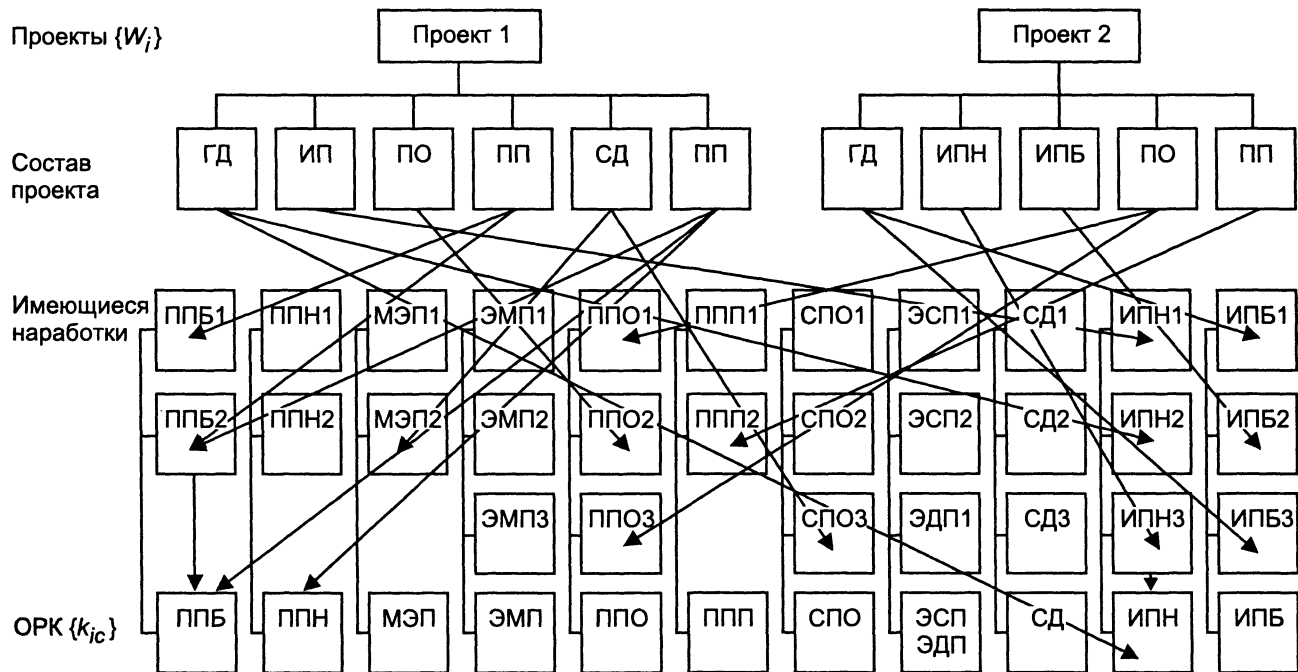 Проекты {Wj}
Проект 1
Проект 2
Состав
проекта
ГД
ИП
ПО
ПП
СД
ПП
ГД
ИПН
ИПБ
ПО
ПП
Имеющиеся
наработки
ППБ1
ППН1
МЭП1
ЭМП1
ППО1
ППП1
СПО1
ЭСП1
СД1
ИПН1
ИПБ1
ППБ2
ППН2
МЭП2
ЭМП2
ППО2
ППП2
СПО2
ЭСП2
СД2
ИПН2
ИПБ2
ЭМП3
ППО3
СПО3
ЭДП1
СД3
ИПН3
ИПБ3
ОРК {kic}
ППБ
ППН
МЭП
ЭМП
ППО
ППП
СПО
ЭСП
ЭДП
СД
ИПН
ИПБ